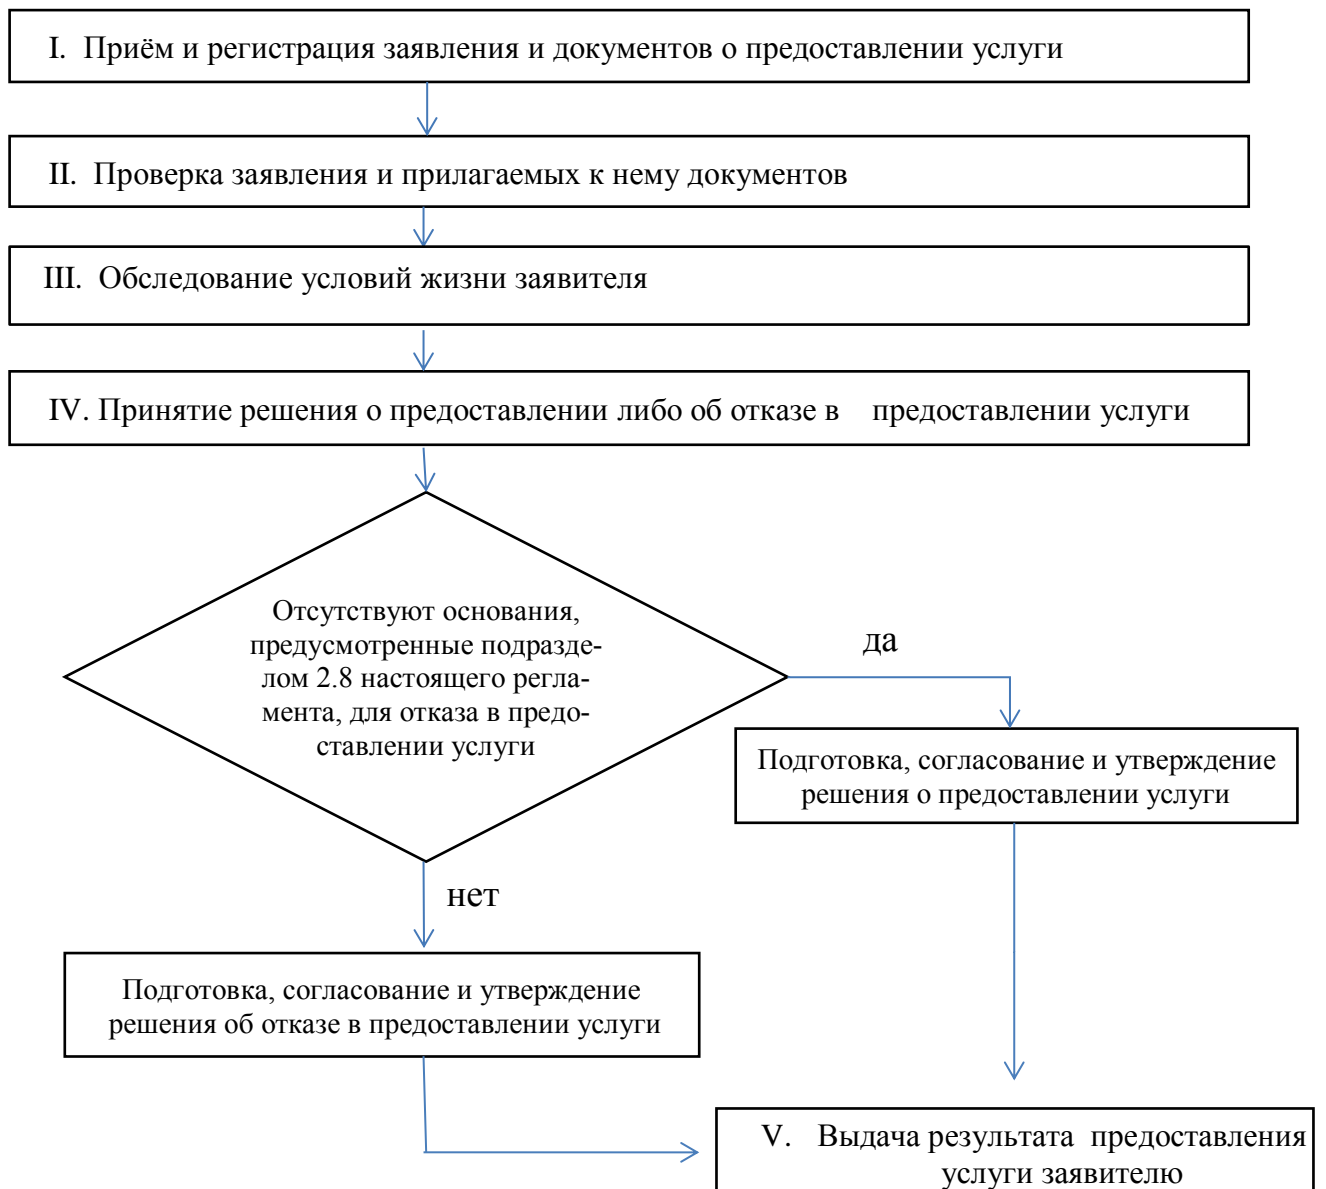 I. Приём и регистрация заявления и документов о предоставлении услуги
II. Проверка заявления и прилагаемых к нему документов
III. Обследование условий жизни заявителя
IV. Принятие решения о предоставлении либо об отказе в предоставлении услуги
Отсутствуют основания,
предусмотренные подразде-
лом 2.8 настоящего регла-
мента, для отказа в предо-
ставлении услуги
да
Подготовка, согласование и утверждение
решения о предоставлении услуги
нет
Подготовка, согласование и утверждение
решения об отказе в предоставлении услуги
V. Выдача результата предоставления
услуги заявителю